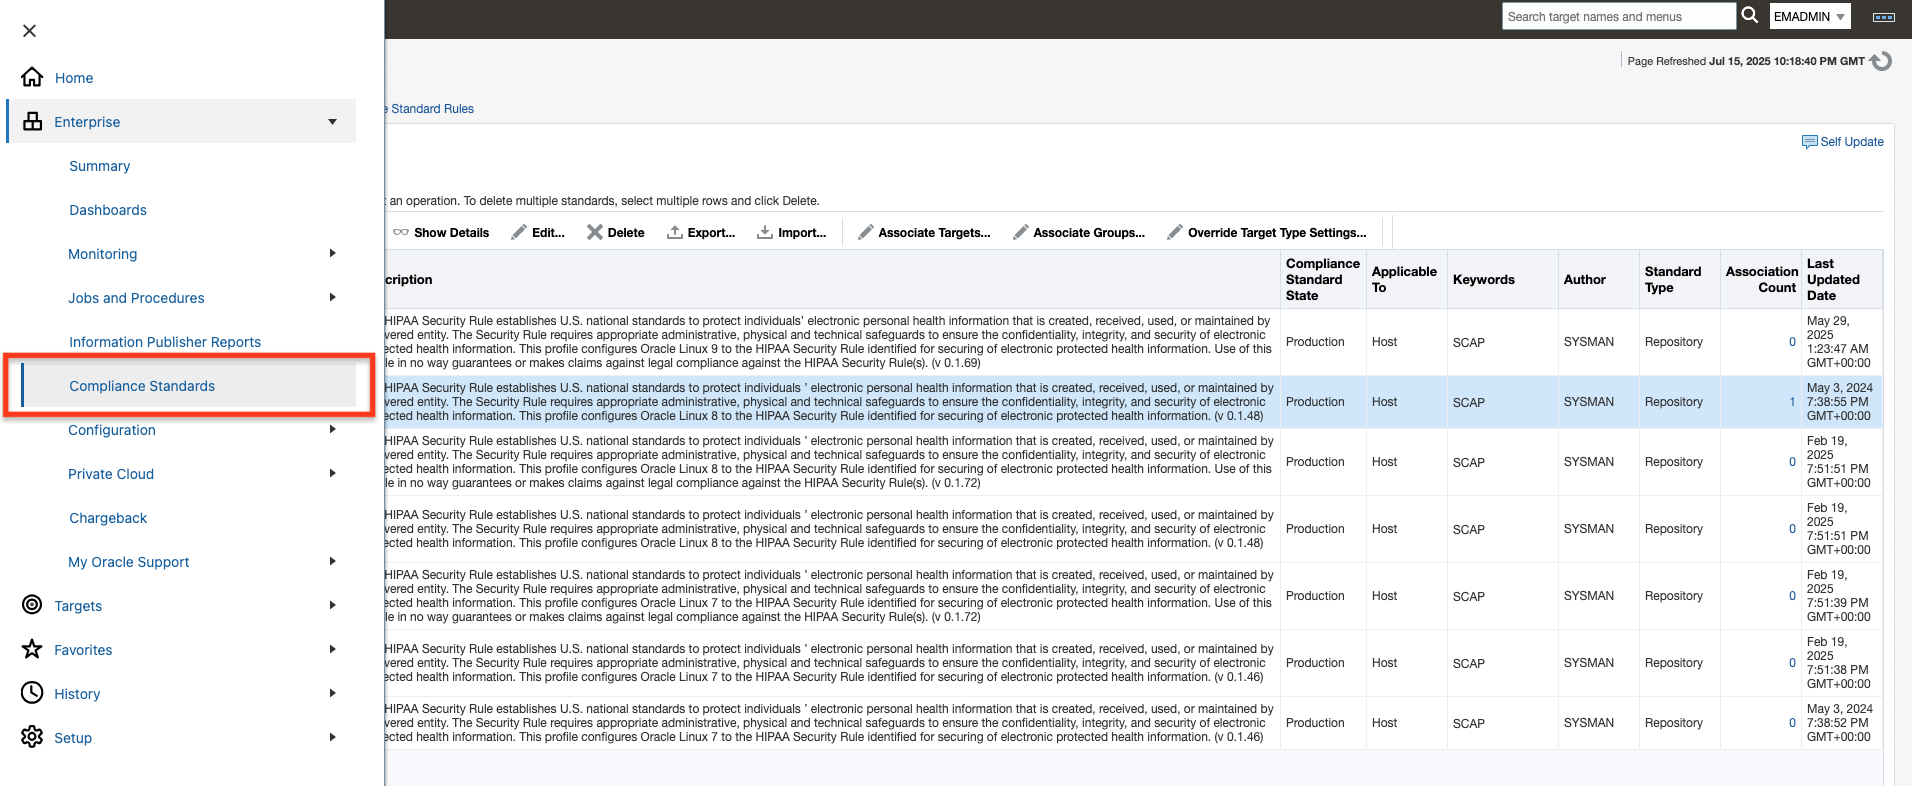 Search target names and menus
EMADMIN
Home
Page Refreshed Jul 15, 2025 10:18:40 PM GMT
Standard Rules
Enterprise
Self Update
Summary
an operation. To delete multiple standards, select multiple rows and click Delete.
Dashboards
Show Details Edit... Delete Export... Import... Associate Targets... Associate Groups... Override Target Type Settings...
Monitoring
Jobs and Procedures
Information Publisher Reports
Compliance Standards
Configuration
Private Cloud
Chargeback
My Oracle Support
Targets
Favorites
History
Setup
cription
Compliance
Standard
State
Applicable
To
Keywords
Author
Standard
Type
Association
Count
Last
Updated
Date
HIPAA Security Rule establishes U.S. national standards to protect individuals’ electronic personal health information that is created, received, used, or maintained by
vered entity. The Security Rule requires appropriate administrative, physical and technical safeguards to ensure the confidentiality, integrity, and security of electronic
ected health information. This profile configures Oracle Linux 9 to the HIPAA Security Rule identified for securing of electronic protected health information. Use of this
le in no way guarantees or makes claims against legal compliance against the HIPAA Security Rule(s). (v 0.1.69)
Production Host SCAP SYSMAN Repository 0
May 29,
2025
1:23:47 AM
GMT+00:00
HIPAA Security Rule establishes U.S. national standards to protect individuals ’ electronic personal health information that is created, received, used, or maintained by
vered entity. The Security Rule requires appropriate administrative, physical and technical safeguards to ensure the confidentiality, integrity, and security of electronic
ected health information. This profile configures Oracle Linux 8 to the HIPAA Security Rule identified for securing of electronic protected health information. (v 0.1.48)
Production Host SCAP SYSMAN Repository 1
May 3, 2024
7:38:55 PM
GMT+00:00
HIPAA Security Rule establishes U.S. national standards to protect individuals ’ electronic personal health information that is created, received, used, or maintained by
vered entity. The Security Rule requires appropriate administrative, physical and technical safeguards to ensure the confidentiality, integrity, and security of electronic
ected health information. This profile configures Oracle Linux 8 to the HIPAA Security Rule identified for securing of electronic protected health information. Use of this
le in no way guarantees or makes claims against legal compliance against the HIPAA Security Rule(s). (v 0.1.72)
Production Host SCAP SYSMAN Repository 0
Feb 19,
2025
7:51:51 PM
GMT+00:00
HIPAA Security Rule establishes U.S. national standards to protect individuals ’ electronic personal health information that is created, received, used, or maintained by
vered entity. The Security Rule requires appropriate administrative, physical and technical safeguards to ensure the confidentiality, integrity, and security of electronic
ected health information. This profile configures Oracle Linux 8 to the HIPAA Security Rule identified for securing of electronic protected health information. (v 0.1.48)
Production Host SCAP SYSMAN Repository 0
Feb 19,
2025
7:51:51 PM
GMT+00:00
HIPAA Security Rule establishes U.S. national standards to protect individuals ’ electronic personal health information that is created, received, used, or maintained by
vered entity. The Security Rule requires appropriate administrative, physical and technical safeguards to ensure the confidentiality, integrity, and security of electronic
ected health information. This profile configures Oracle Linux 7 to the HIPAA Security Rule identified for securing of electronic protected health information. Use of this
le in no way guarantees or makes claims against legal compliance against the HIPAA Security Rule(s). (v 0.1.72)
Production Host SCAP SYSMAN Repository 0
Feb 19,
2025
7:51:39 PM
GMT+00:00
HIPAA Security Rule establishes U.S. national standards to protect individuals ’ electronic personal health information that is created, received, used, or maintained by
vered entity. The Security Rule requires appropriate administrative, physical and technical safeguards to ensure the confidentiality, integrity, and security of electronic
ected health information. This profile configures Oracle Linux 7 to the HIPAA Security Rule identified for securing of electronic protected health information. (v 0.1.46)
Production Host SCAP SYSMAN Repository 0
Feb 19,
2025
7:51:38 PM
GMT+00:00
HIPAA Security Rule establishes U.S. national standards to protect individuals ’ electronic personal health information that is created, received, used, or maintained by
vered entity. The Security Rule requires appropriate administrative, physical and technical safeguards to ensure the confidentiality, integrity, and security of electronic
ected health information. This profile configures Oracle Linux 7 to the HIPAA Security Rule identified for securing of electronic protected health information. (v 0.1.46)
Production Host SCAP SYSMAN Repository 0
May 3, 2024
7:38:52 PM
GMT+00:00